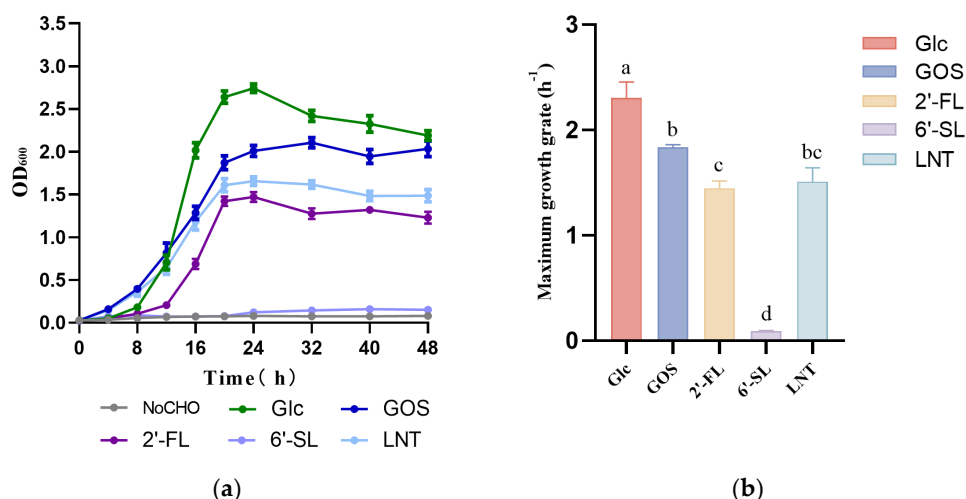 3.5
3.0
2.5
2.0
1.5
1.0
0.5
0.0
OD600
0 8 16 24 32 40 48
Time( h)
NoCHO Glc GOS
2'-FL 6'-SL LNT
(a)
3
2
1
0
Maximum growth grate (h-1)
a
b
c
d
bc
Glc
GOS
2'-FL
6'-SL
LNT
Glc
GOS
2'-FL
6'-SL
LNT
(b)